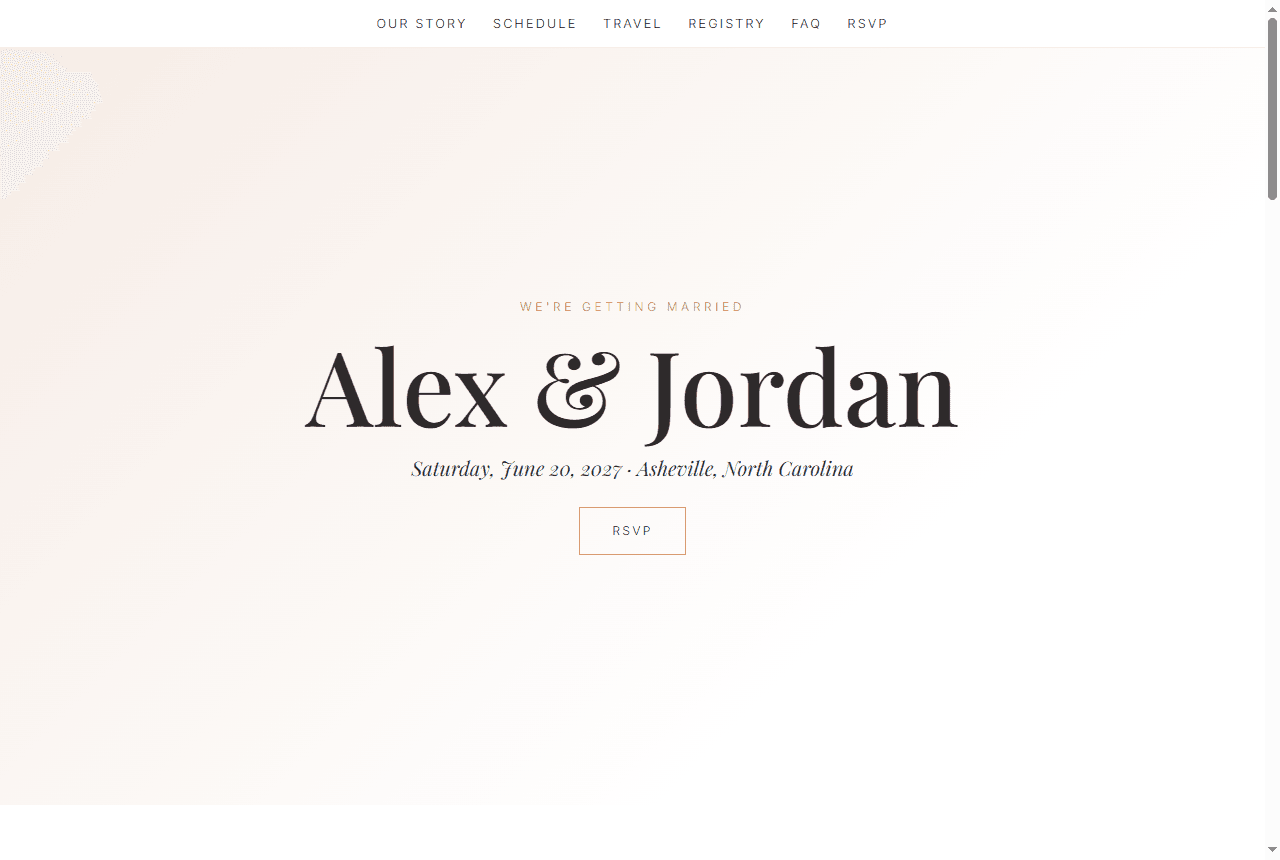 OUR STORY SCHEDULE TRAVEL REGISTRY FAQ RSVP
WE'RE GETTING MARRIED
Alex & Jordan
Saturday, June 20, 2027 · Asheville, North Carolina
RSVP